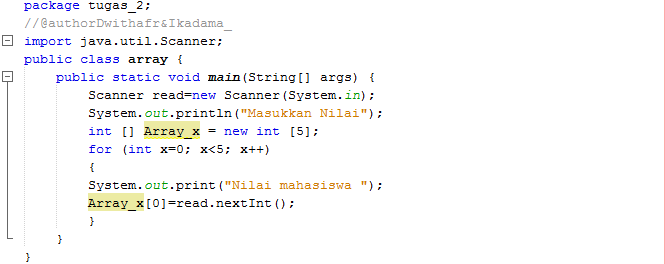 package tugas_2;
//@authorDwithafr&Ikadama_
import java.util.Scanner;
public class array {
public static void main(String[] args) {
Scanner read=new Scanner(System.in);
System.out.println("Masukkan Nilai");
int [] Array_x = new int [5];
for (int x=0; x<5; x++)
{
System.out.print("Nilai mahasiswa ");
Array_x[0]=read.nextInt();
}
}
}